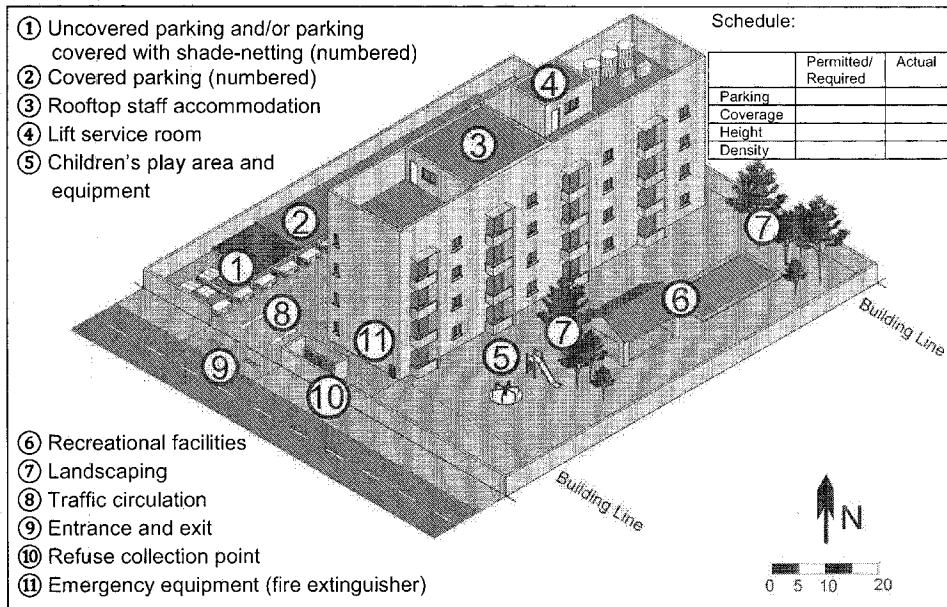 ① Uncovered parking and/or parking
covered with shade-netting (numbered)
② Covered parking (numbered)
③ Rooftop staff accommodation
④ Lift service room
⑤ Children's play area and
equipment
Schedule:
Permitted/ Actual
Required
Parking
Coverage
Height
Density
4
3
2
1
7
6
8
11
7
5
9
10
Building Line
Building Line
⑥ Recreational facilities
⑦ Landscaping
⑧ Traffic circulation
⑨ Entrance and exit
⑩ Refuse collection point
⑪ Emergency equipment (fire extinguisher)
N
0 5 10 20